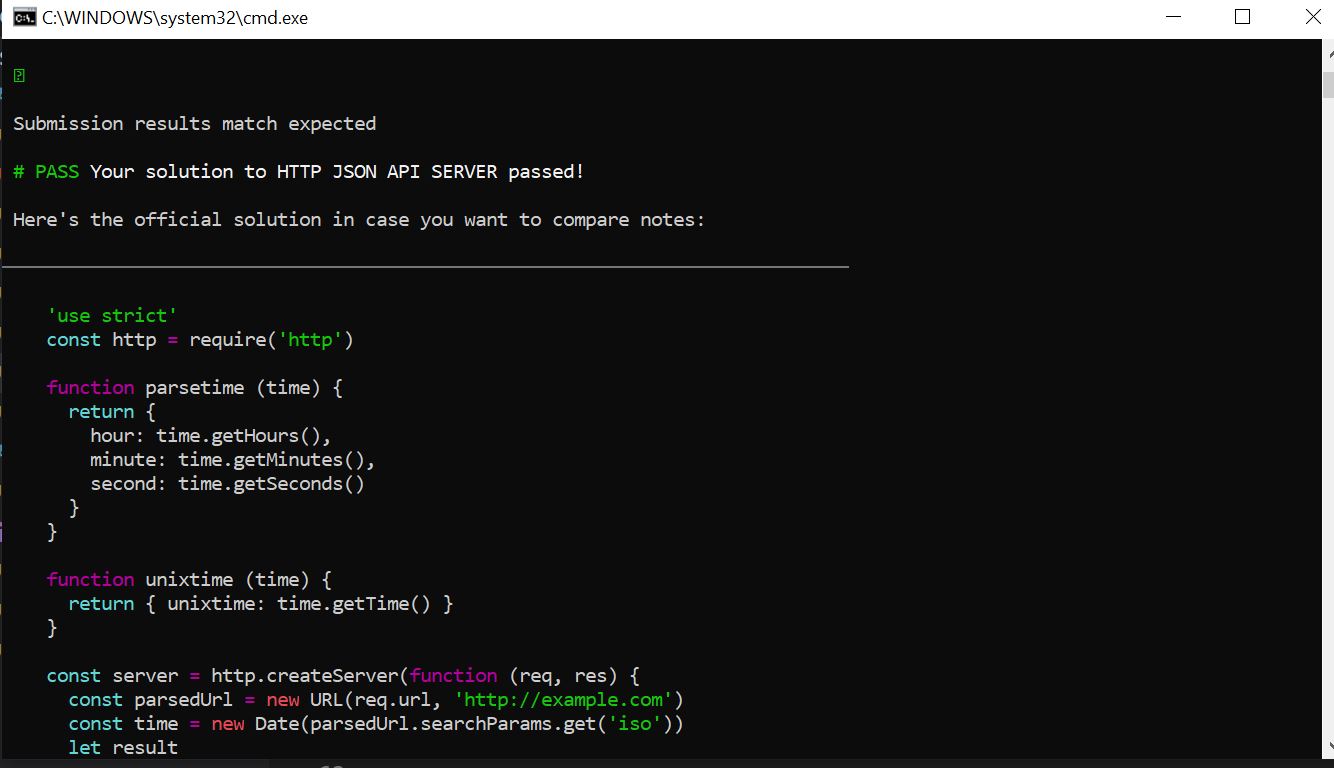 C:\WINDOWS\system32\cmd.exe
Submission results match expected
# PASS Your solution to HTTP JSON API SERVER passed!
Here's the official solution in case you want to compare notes:
'use strict'
const http = require('http')
function parsetime (time) {
return {
hour: time.getHours(),
minute: time.getMinutes(),
second: time.getSeconds()
}
}
function unixtime (time) {
return { unixtime: time.getTime() }
}
const server = http.createServer(function (req, res) {
const parsedUrl = new URL(req.url, 'http://example.com')
const time = new Date(parsedUrl.searchParams.get('iso'))
let result